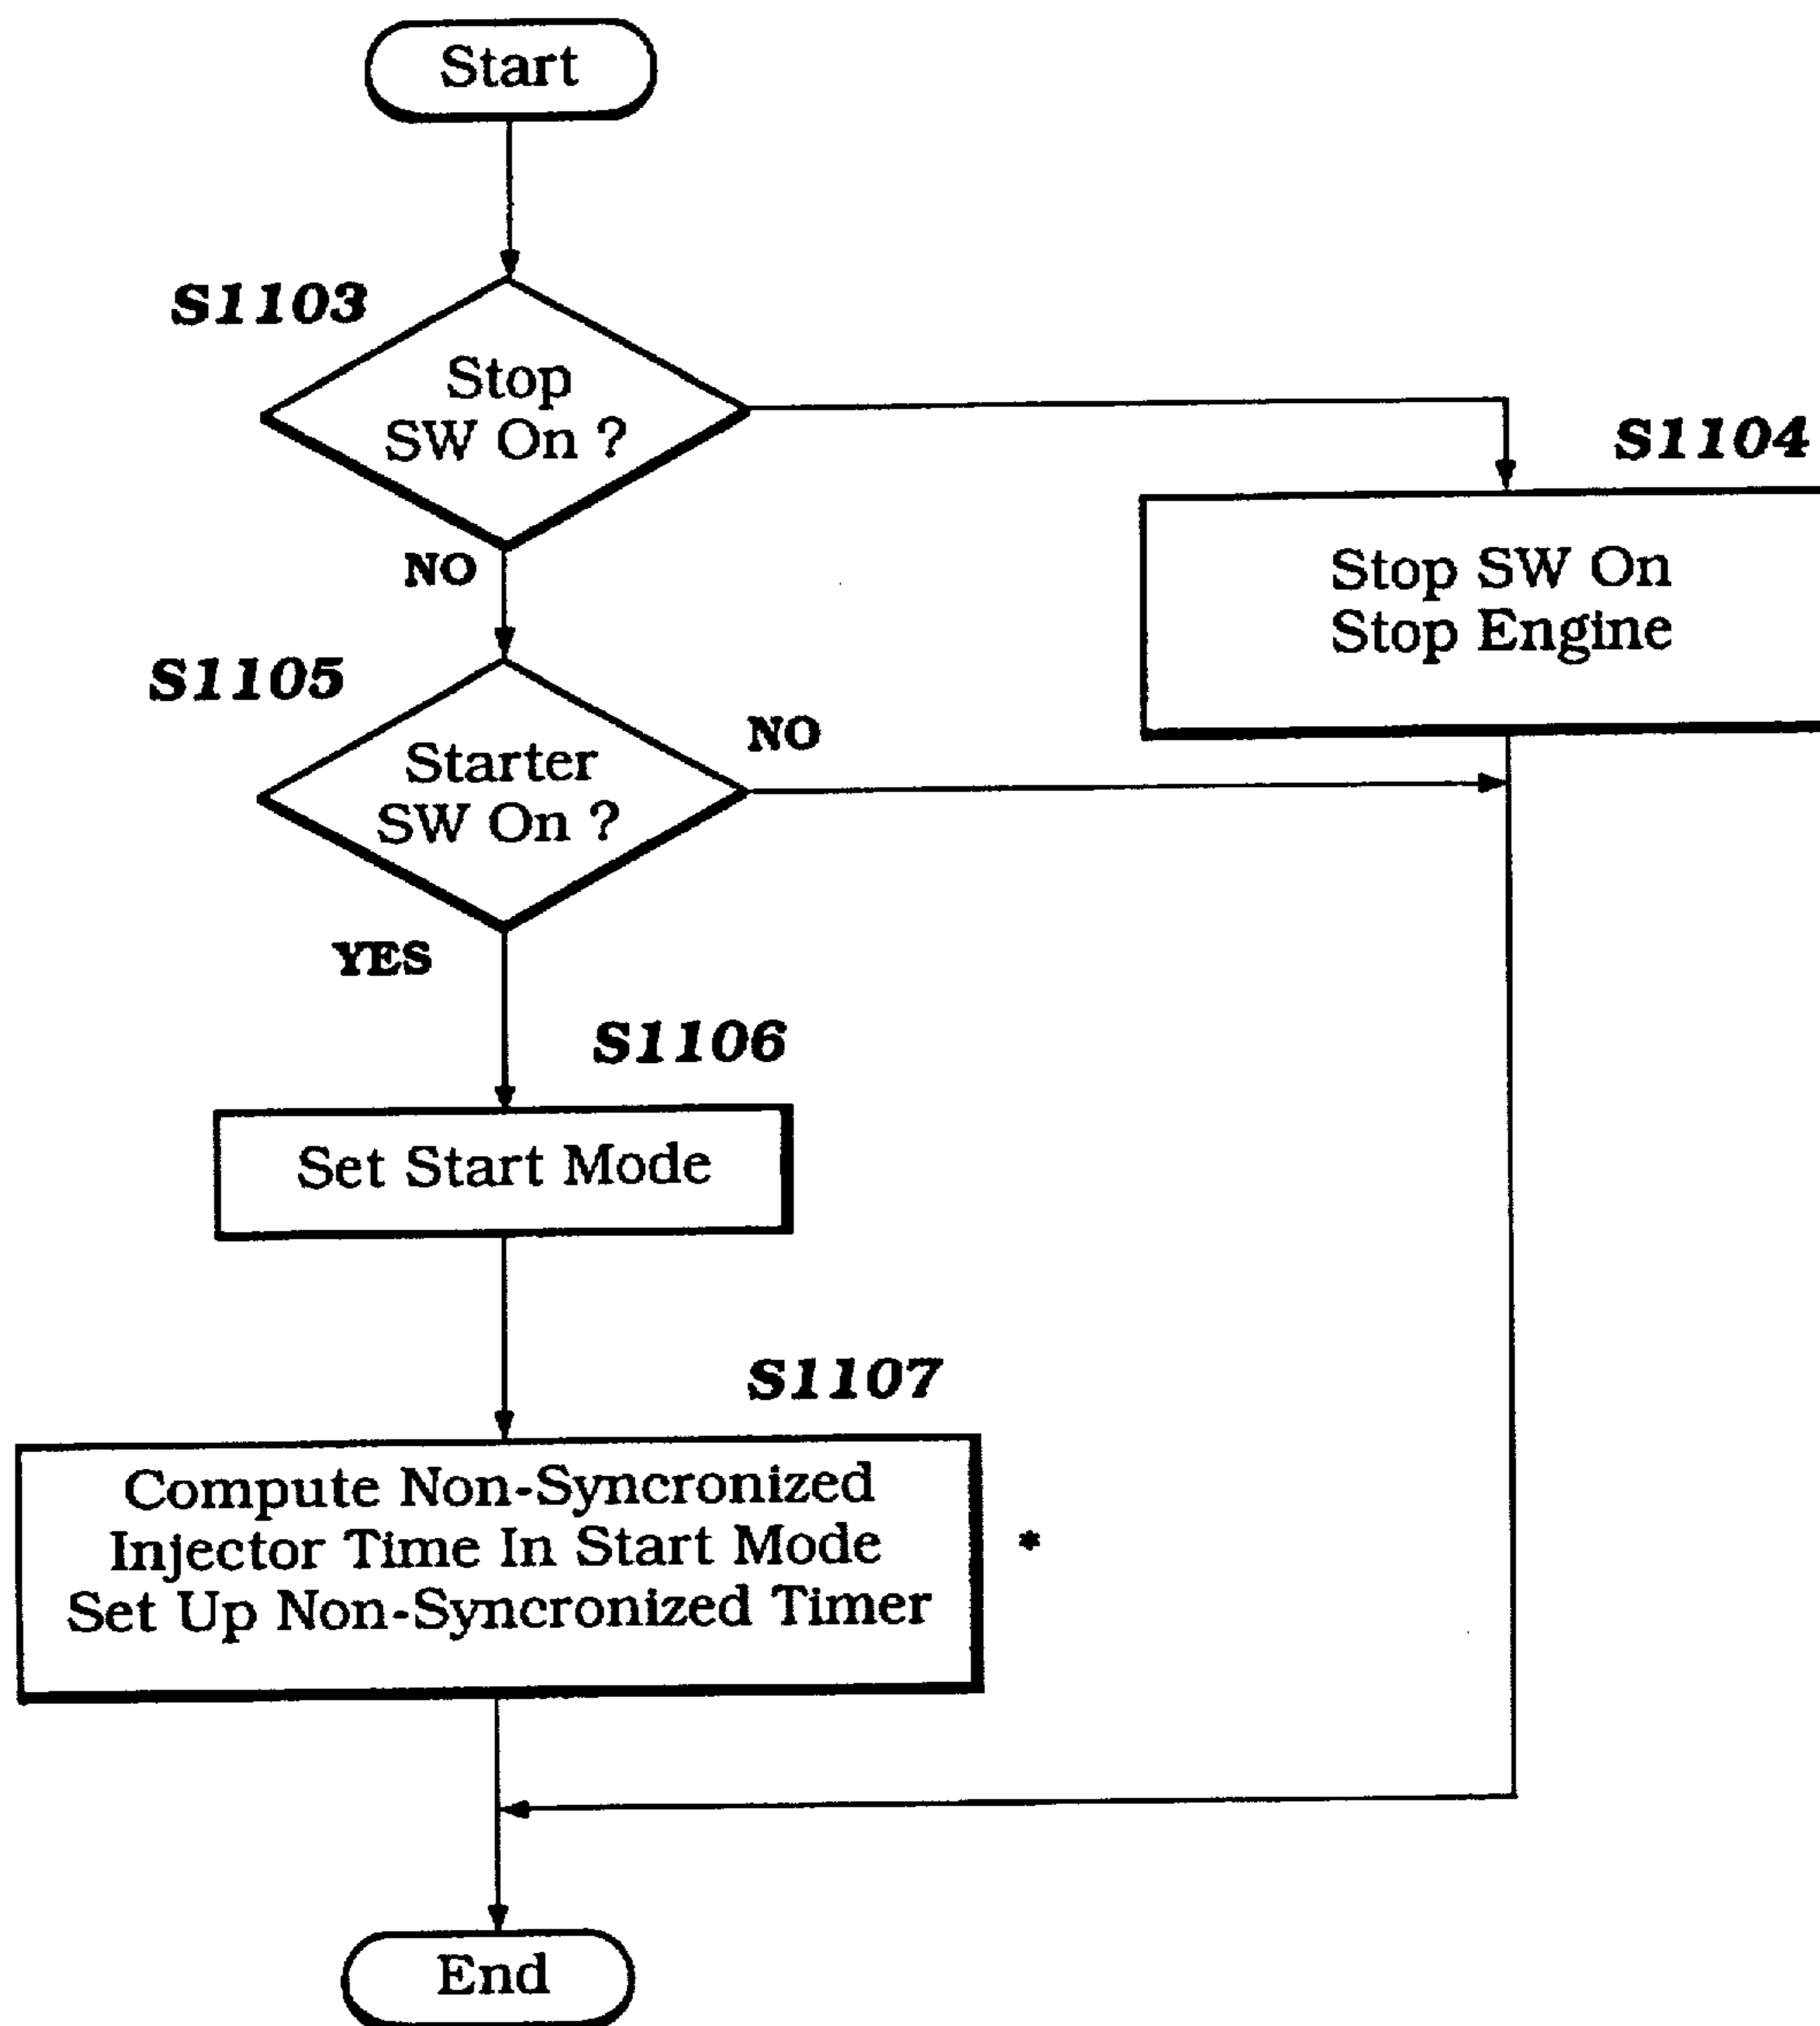 Start
S1103
Stop
SW On ?
S1104
Stop SW On
Stop Engine
NO
S1105
Starter
SW On ?
NO
YES
S1106
Set Start Mode
S1107
Compute Non-Syncronized
Injector Time In Start Mode
Set Up Non-Syncronized Timer
*
End